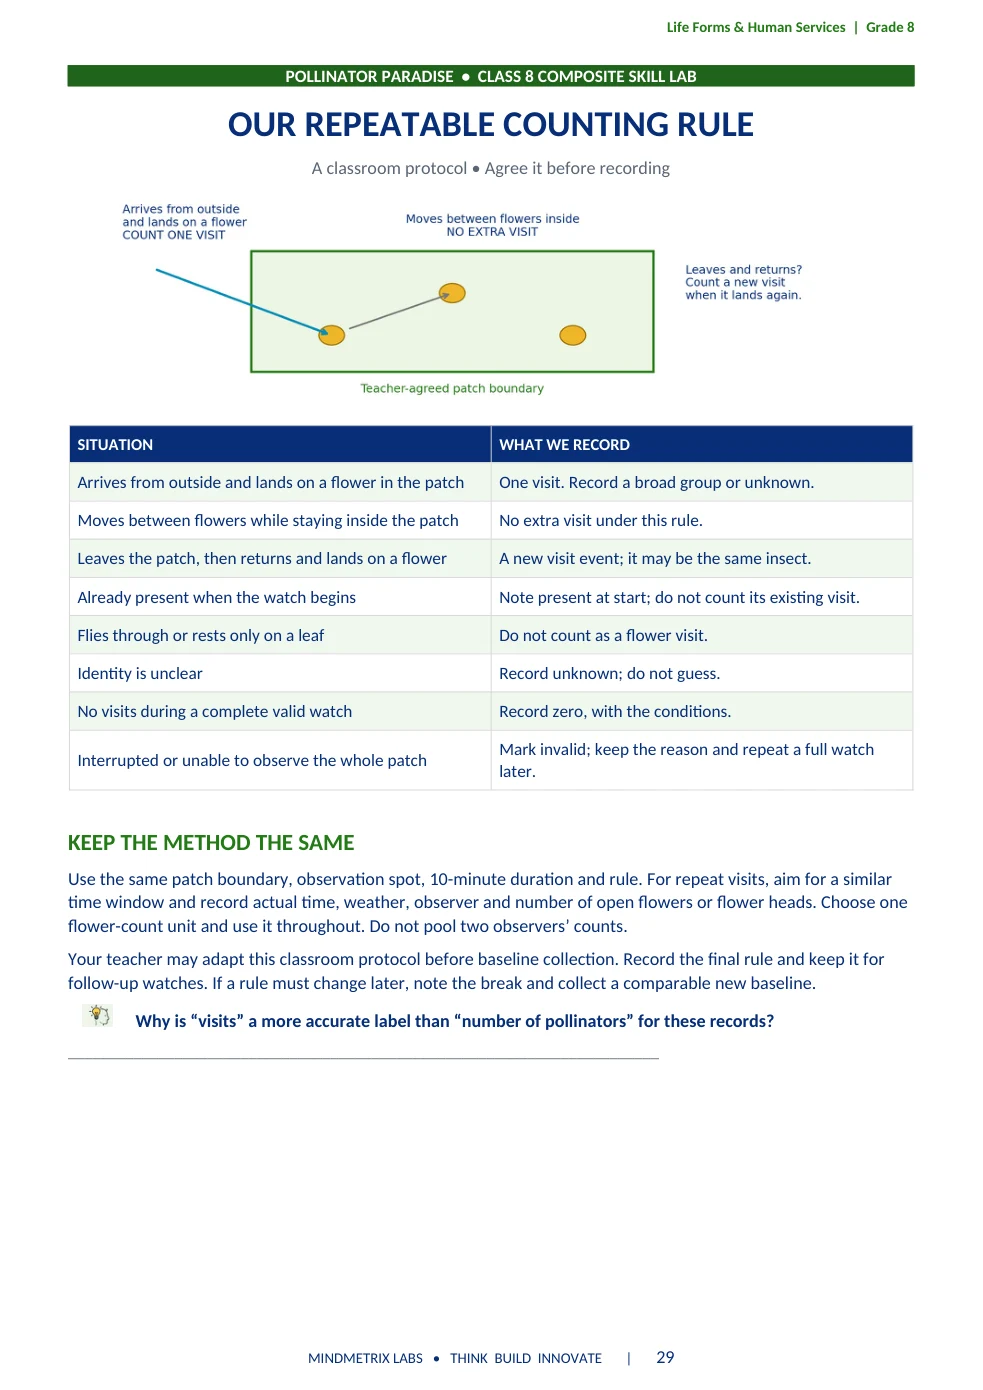 Life Forms & Human Services | Grade 8
POLLINATOR PARADISE ● CLASS 8 COMPOSITE SKILL LAB
OUR REPEATABLE COUNTING RULE
A classroom protocol • Agree it before recording
Arrives from outside
and lands on a flower
COUNT ONE VISIT
Moves between flowers inside
NO EXTRA VISIT
Leaves and returns?
Count a new visit
when it lands again.
Teacher-agreed patch boundary
SITUATION WHAT WE RECORD
Arrives from outside and lands on a flower in the patch One visit. Record a broad group or unknown.
Moves between flowers while staying inside the patch No extra visit under this rule.
Leaves the patch, then returns and lands on a flower A new visit event; it may be the same insect.
Already present when the watch begins Note present at start; do not count its existing visit.
Flies through or rests only on a leaf Do not count as a flower visit.
Identity is unclear Record unknown; do not guess.
No visits during a complete valid watch Record zero, with the conditions.
Interrupted or unable to observe the whole patch Mark invalid; keep the reason and repeat a full watch
later.
KEEP THE METHOD THE SAME
Use the same patch boundary, observation spot, 10-minute duration and rule. For repeat visits, aim for a similar
time window and record actual time, weather, observer and number of open flowers or flower heads. Choose one
flower-count unit and use it throughout. Do not pool two observers’ counts.
Your teacher may adapt this classroom protocol before baseline collection. Record the final rule and keep it for
follow-up watches. If a rule must change later, note the break and collect a comparable new baseline.
Why is “visits” a more accurate label than “number of pollinators” for these records?
MINDMETRIX LABS ● THINK BUILD INNOVATE | 29